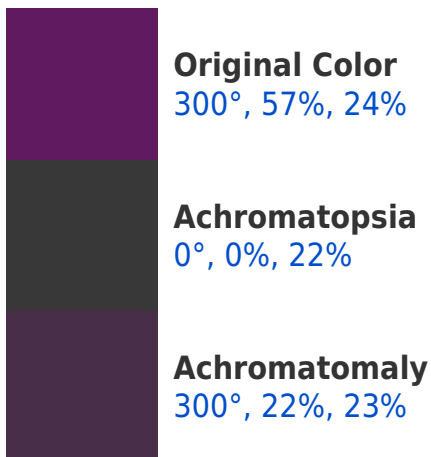 Original Color
300°, 57%, 24%
Achromatopsia
0°, 0%, 22%
Achromatomaly
300°, 22%, 23%